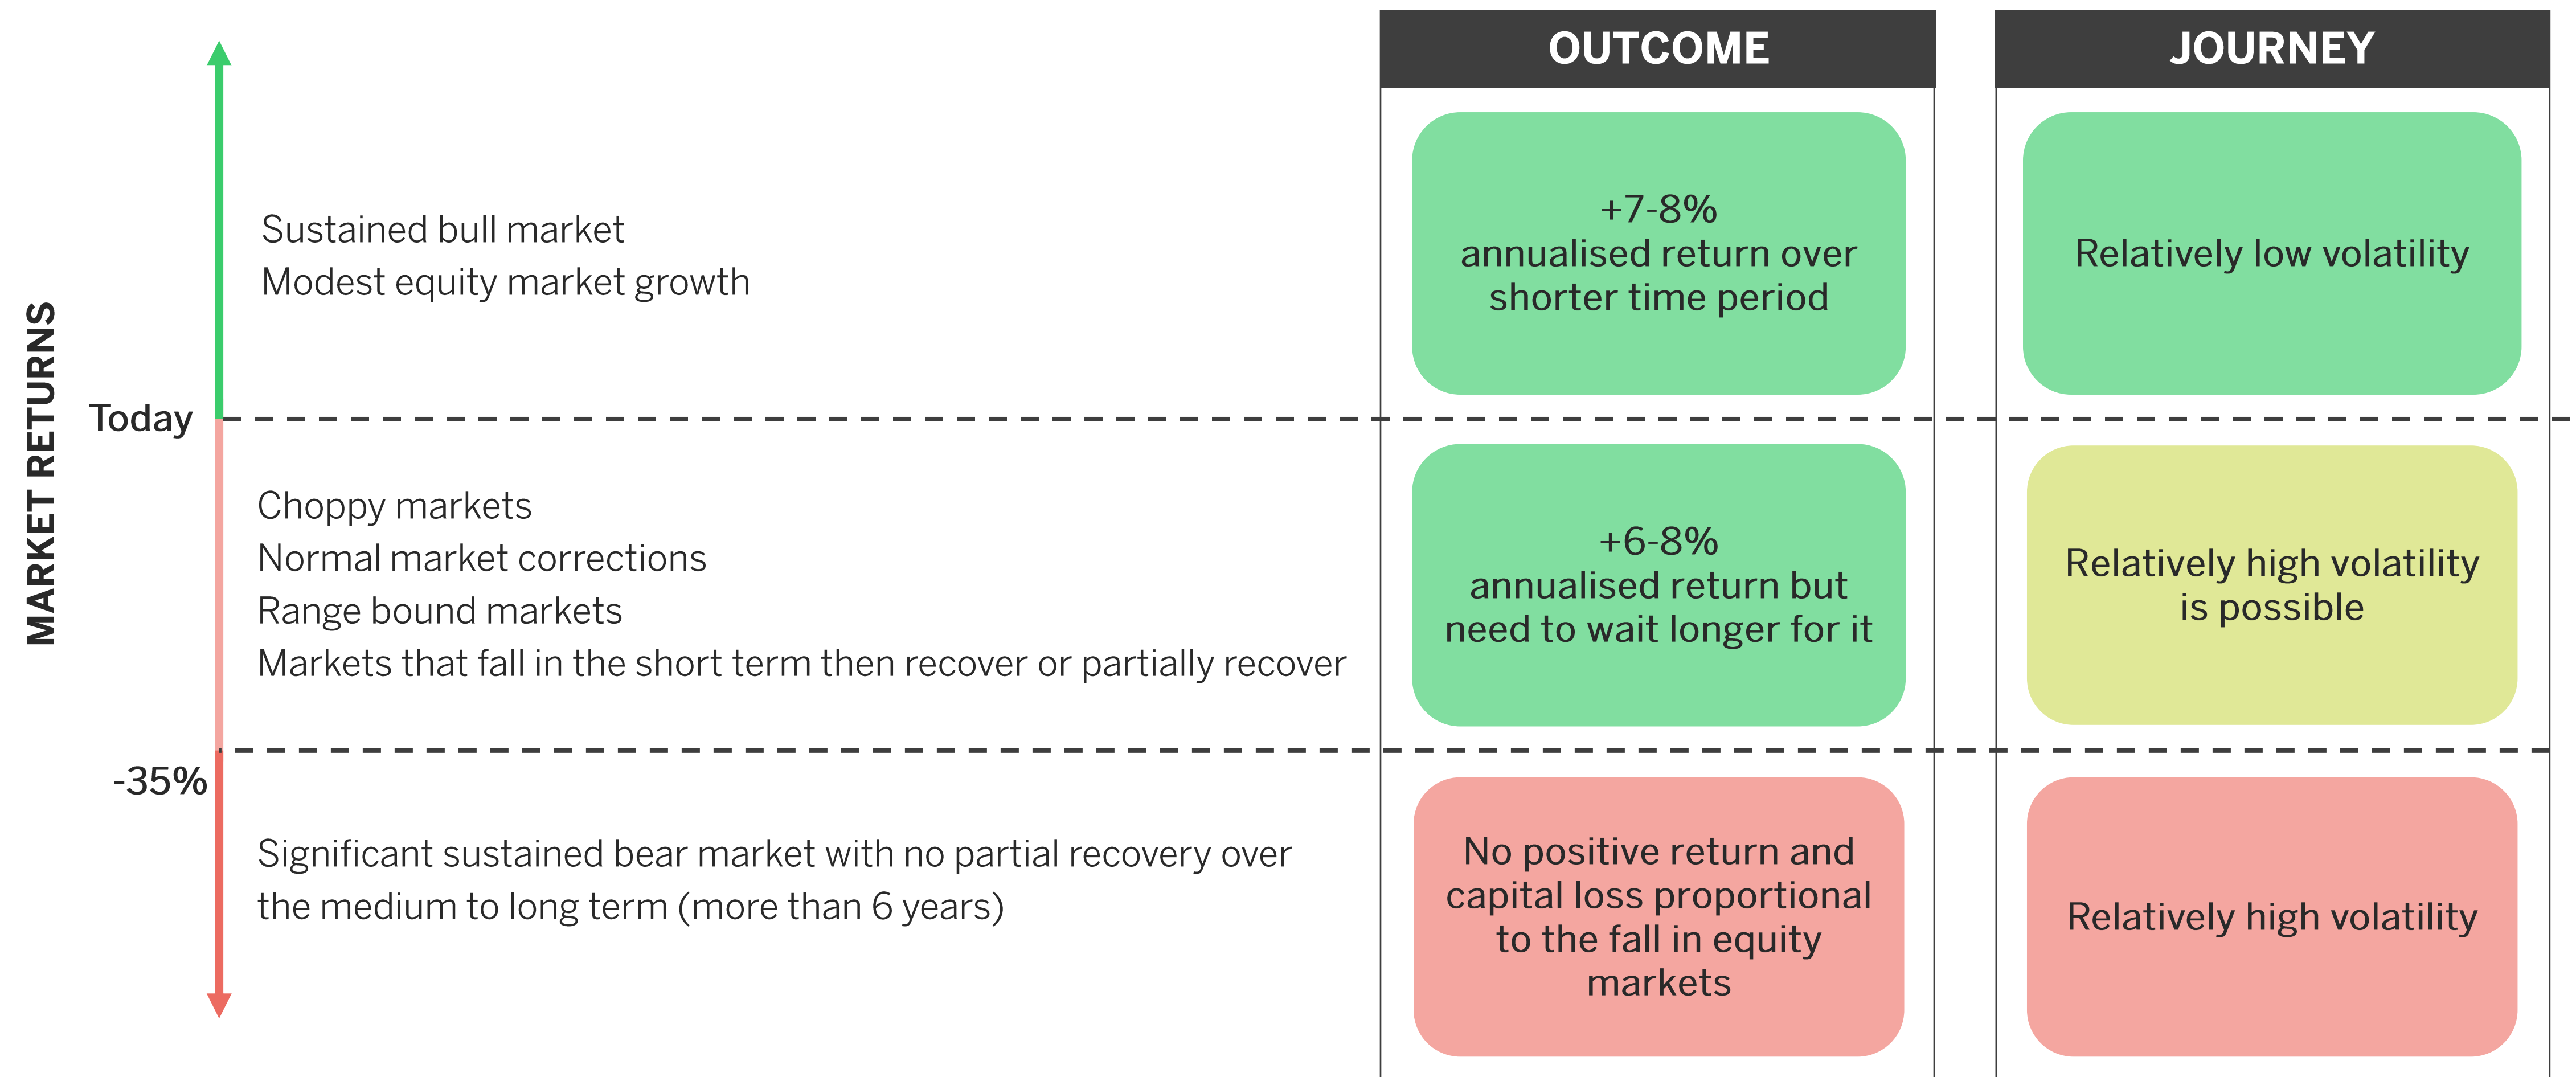 OUTCOME
JOURNEY
MARKET RETURNS
Sustained bull market
Modest equity market growth
+7-8%
annualised return over
shorter time period
Relatively low volatility
Today
Choppy markets
Normal market corrections
Range bound markets
Markets that fall in the short term then recover or partially recover
+6-8%
annualised return but
need to wait longer for it
Relatively high volatility
is possible
-35%
Significant sustained bear market with no partial recovery over
the medium to long term (more than 6 years)
No positive return and
capital loss proportional
to the fall in equity
markets
Relatively high volatility